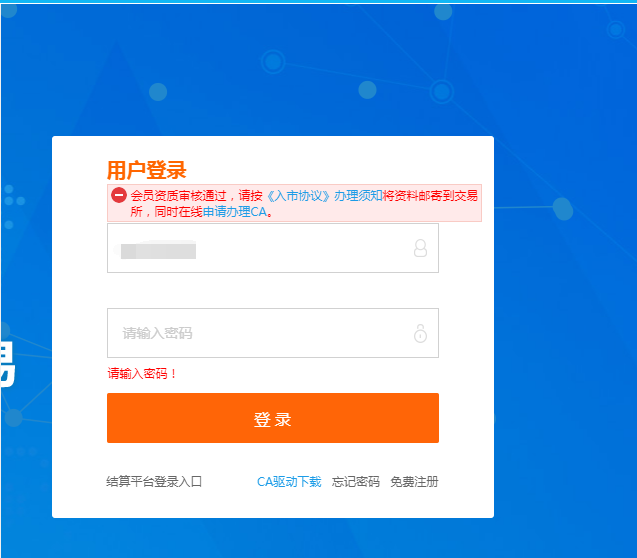 用户登录
会员资质审核通过，请按《入市协议》办理须知将资料邮寄到交易
所，同时在线申请办理CA。
请输入密码
易
请输入密码！
登录
结算平台登录入口 CA驱动下载 忘记密码 免费注册